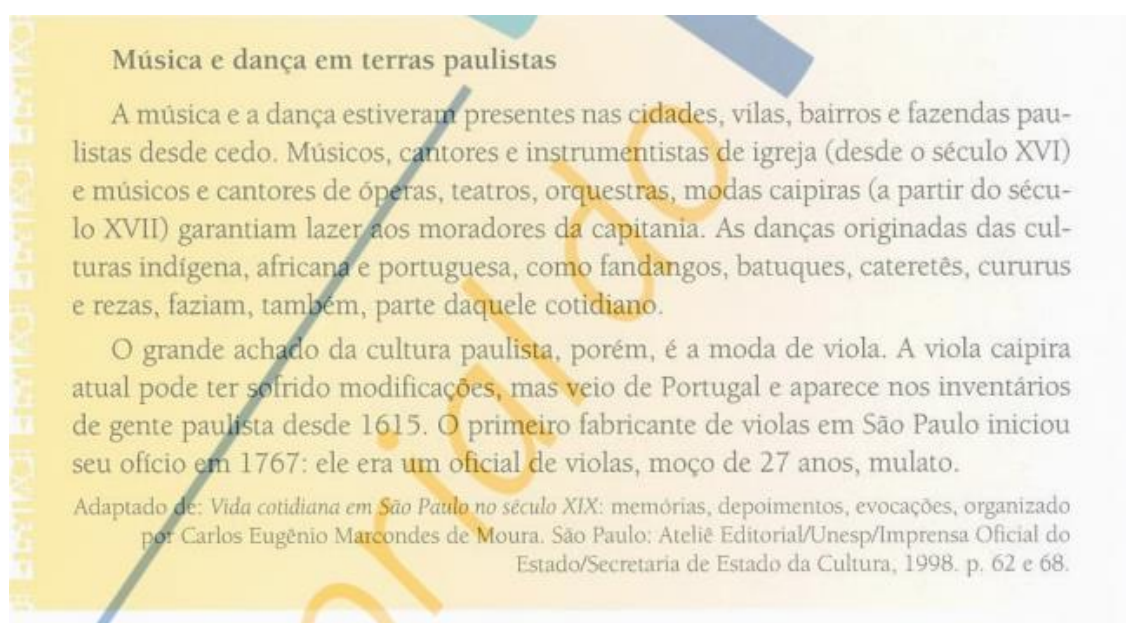 Música e dança em terras paulistas
A música e a dança estiveram presentes nas cidades, vilas, bairros e fazendas pau-
listas desde cedo. Músicos, cantores e instrumentistas de igreja (desde o século XVI)
e músicos e cantores de óperas, teatros, orquestras, modas caipiras (a partir do sécu-
lo XVII) garantiam lazer aos moradores da capitania. As danças originadas das cul-
turas indígena, africana e portuguesa, como fandangos, batuques, cateretês, cururus
e rezas, faziam, também, parte daquele cotidiano.
O grande achado da cultura paulista, porém, é a moda de viola. A viola caipira
atual pode ter sofrido modificações, mas veio de Portugal e aparece nos inventários
de gente paulista desde 1615. O primeiro fabricante de violas em São Paulo iniciou
seu ofício em 1767: ele era um oficial de violas, moço de 27 anos, mulato.
Adaptado de: Vida cotidiana em São Paulo no século XIX: memórias, depoimentos, evocações, organizado
por Carlos Eugênio Marcondes de Moura. São Paulo: Ateliê Editorial/Unesp/Imprensa Oficial do
Estado/Secretaria de Estado da Cultura, 1998. p. 62 e 68.
orial do